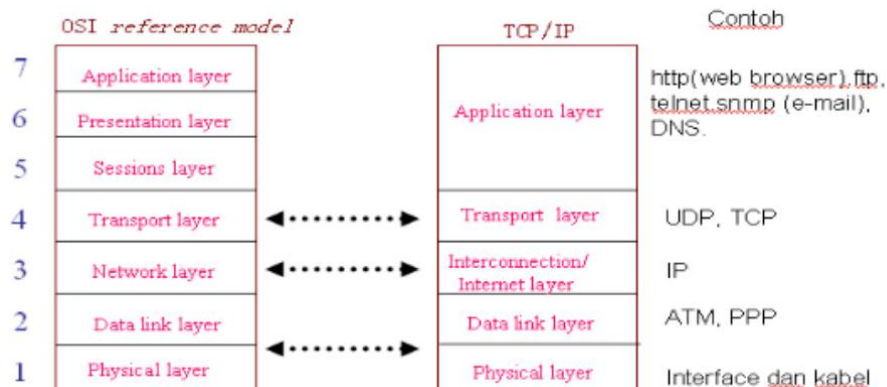 OSI reference model
TCP/IP
Contoh
7
Application layer
6
Presentation layer
5
Sessions layer
4
Transport layer
3
Network layer
2
Data link layer
1
Physical layer
Application layer
Transport layer
Interconnection/
Internet layer
Data link layer
Physical layer
http(web browser),ftp,
telnet,snmp (e-mail),
DNS.
UDP, TCP
IP
ATM, PPP
Interface dan kabel